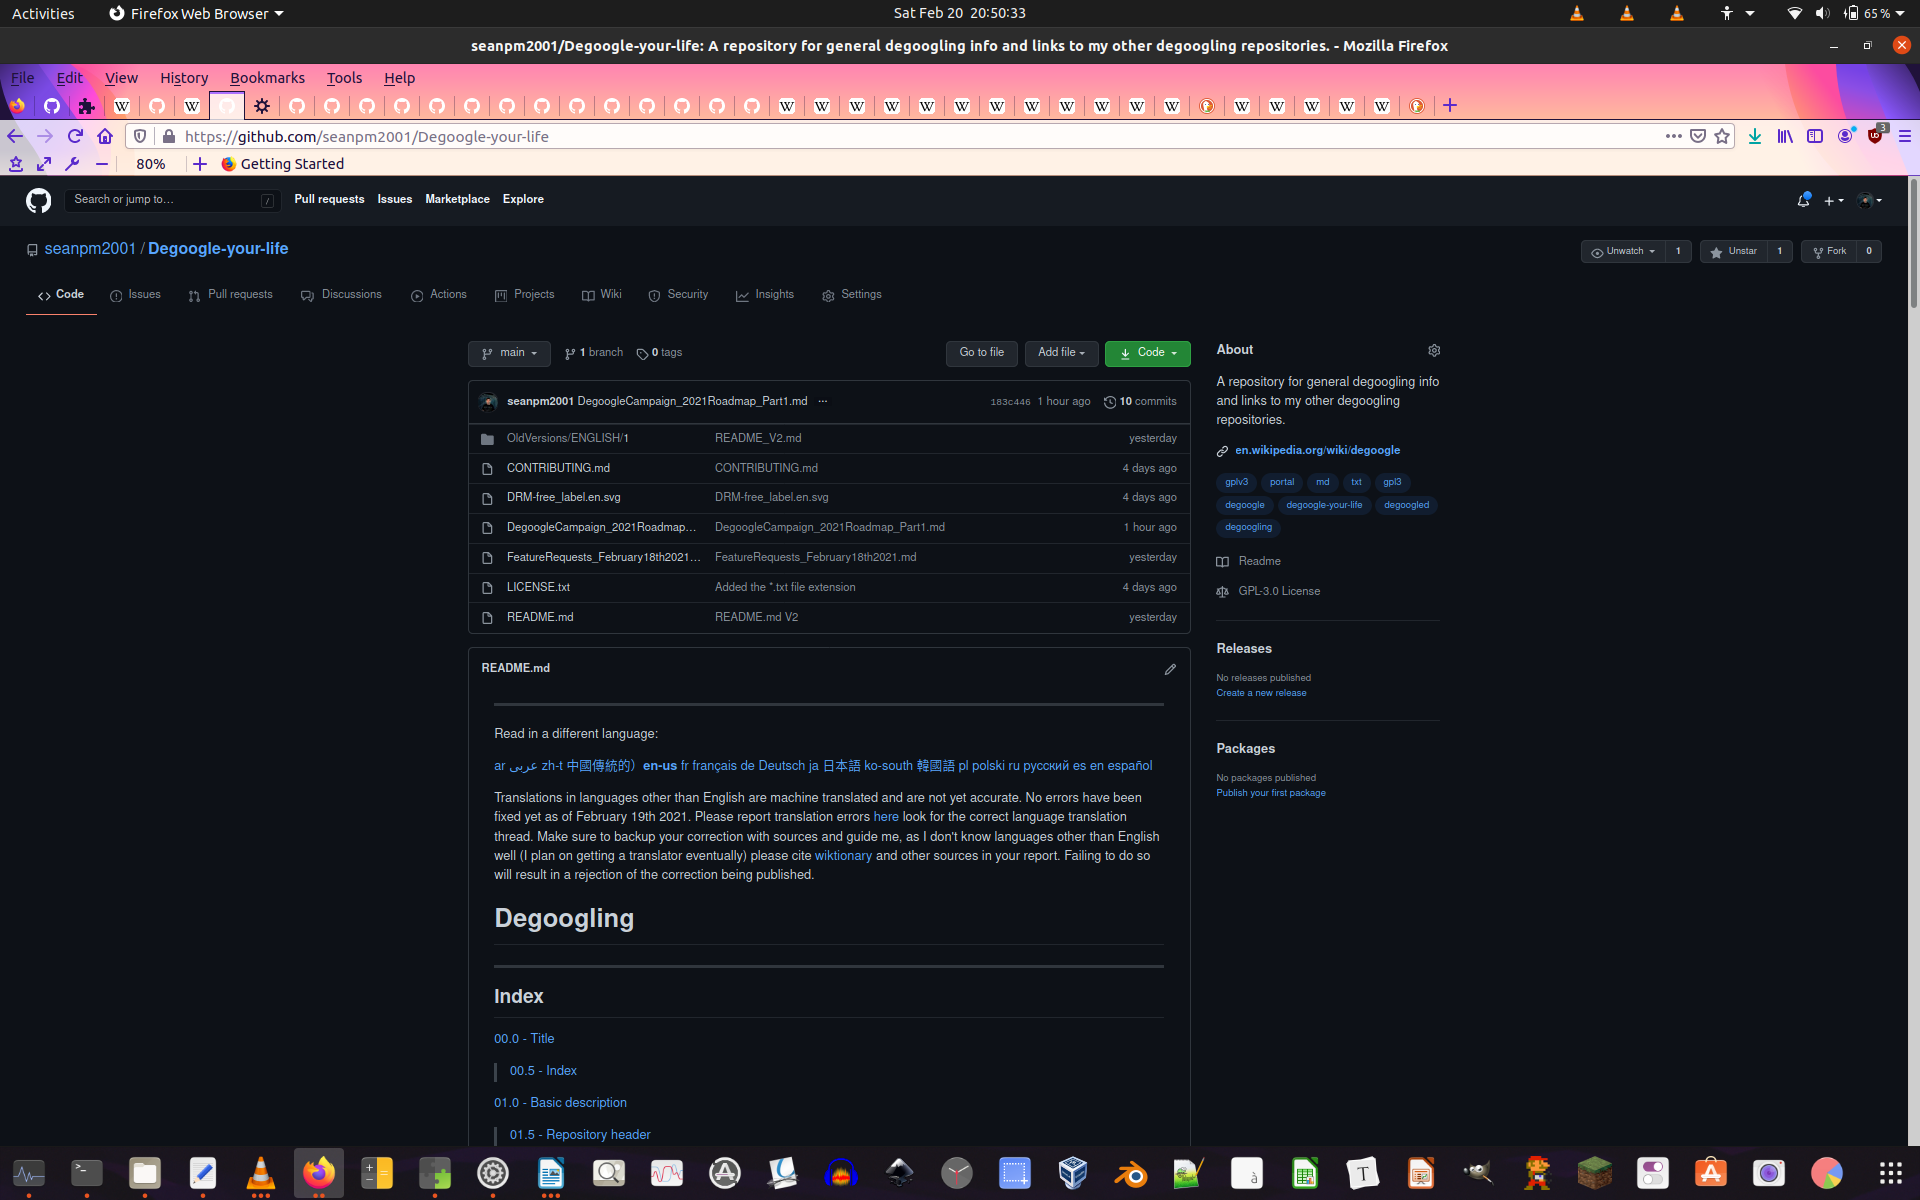 Activities Firefox Web Browser Sat Feb 20 20:50:33 65 %
seanpm2001/Degoogle-your-life: A repository for general degoogling info and links to my other degoogling repositories. - Mozilla Firefox
File Edit View History Bookmarks Tools Help
https://github.com/seanpm2001/Degoogle-your-life 3
80% Getting Started
Search or jump to… / Pull requests Issues Marketplace Explore
seanpm2001 / Degoogle-your-life Unwatch 1 Unstar 1 Fork 0
Code Issues Pull requests Discussions Actions Projects Wiki Security Insights Settings
main 1 branch 0 tags Go to file Add file Code
seanpm2001 DegoogleCampaign_2021Roadmap_Part1.md ... 183c446 1 hour ago 10 commits
OldVersions/ENGLISH/1 README_V2.md yesterday
CONTRIBUTING.md CONTRIBUTING.md 4 days ago
DRM-free_label.en.svg DRM-free_label.en.svg 4 days ago
DegoogleCampaign_2021Roadmap… DegoogleCampaign_2021Roadmap_Part1.md 1 hour ago
FeatureRequests_February18th2021… FeatureRequests_February18th2021.md yesterday
LICENSE.txt Added the *.txt file extension 4 days ago
README.md README.md V2 yesterday
About
A repository for general degoogling info
and links to my other degoogling
repositories.
en.wikipedia.org/wiki/degoogle
gplv3 portal md txt gpl3
degoogle degoogle-your-life degoogled
degoogling
Readme
GPL-3.0 License
Releases
No releases published
Create a new release
Packages
No packages published
Publish your first package
README.md
Read in a different language:
ar عربى zh-t 中國傳統的） en-us fr français de Deutsch ja 日本語 ko-south 韓國語 pl polski ru русский es en español
Translations in languages other than English are machine translated and are not yet accurate. No errors have been
fixed yet as of February 19th 2021. Please report translation errors here look for the correct language translation
thread. Make sure to backup your correction with sources and guide me, as I don't know languages other than English
well (I plan on getting a translator eventually) please cite wiktionary and other sources in your report. Failing to do so
will result in a rejection of the correction being published.
Degoogling
Index
00.0 - Title
00.5 - Index
01.0 - Basic description
01.5 - Repository header